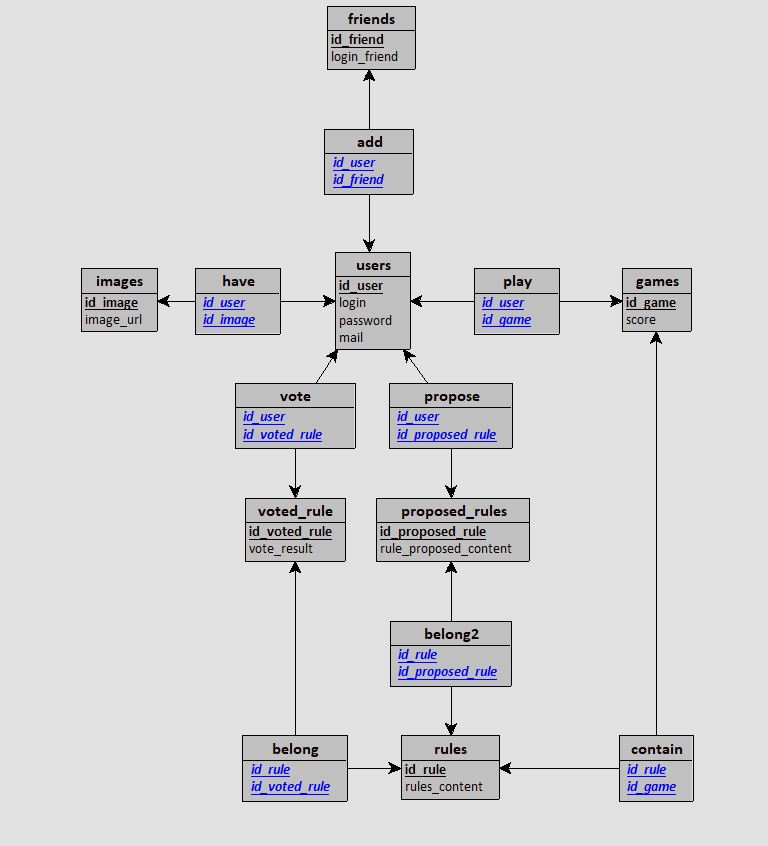 friends
id_friend
login_friend
add
id_user
id_friend
images
id_image
image_url
have
id_user
id_image
users
id_user
login
password
mail
play
id_user
id_game
games
id_game
score
vote
id_user
id_voted_rule
propose
id_user
id_proposed_rule
voted_rule
id_voted_rule
vote_result
proposed_rules
id_proposed_rule
rule_proposed_content
belong2
id_rule
id_proposed_rule
belong
id_rule
id_voted_rule
rules
id_rule
rules_content
contain
id_rule
id_game